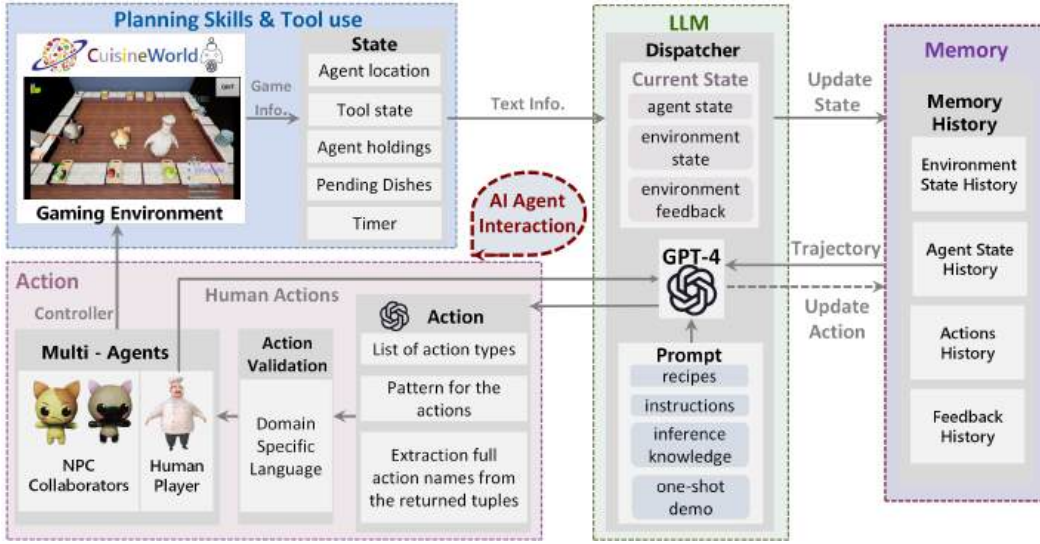 Planning Skills & Tool use
CuisineWorld
Gaming Environment
Game
Info.
State
Agent location
Tool state
Agent holdings
Pending Dishes
Timer
Text Info.
AI Agent
Interaction
LLM
Dispatcher
Current State
agent state
environment
state
environment
feedback
GPT-4
Prompt
recipes
instructions
inference
knowledge
one-shot
demo
Update
State
Trajectory
Update
Action
Memory
Memory
History
Environment
State History
Agent State
History
Actions
History
Feedback
History
Action
Human Actions
Controller
Multi - Agents
NPC
Collaborators
Human
Player
Action
Validation
Domain
Specific
Language
Action
List of action types
Pattern for the
actions
Extraction full
action names from
the returned tuples